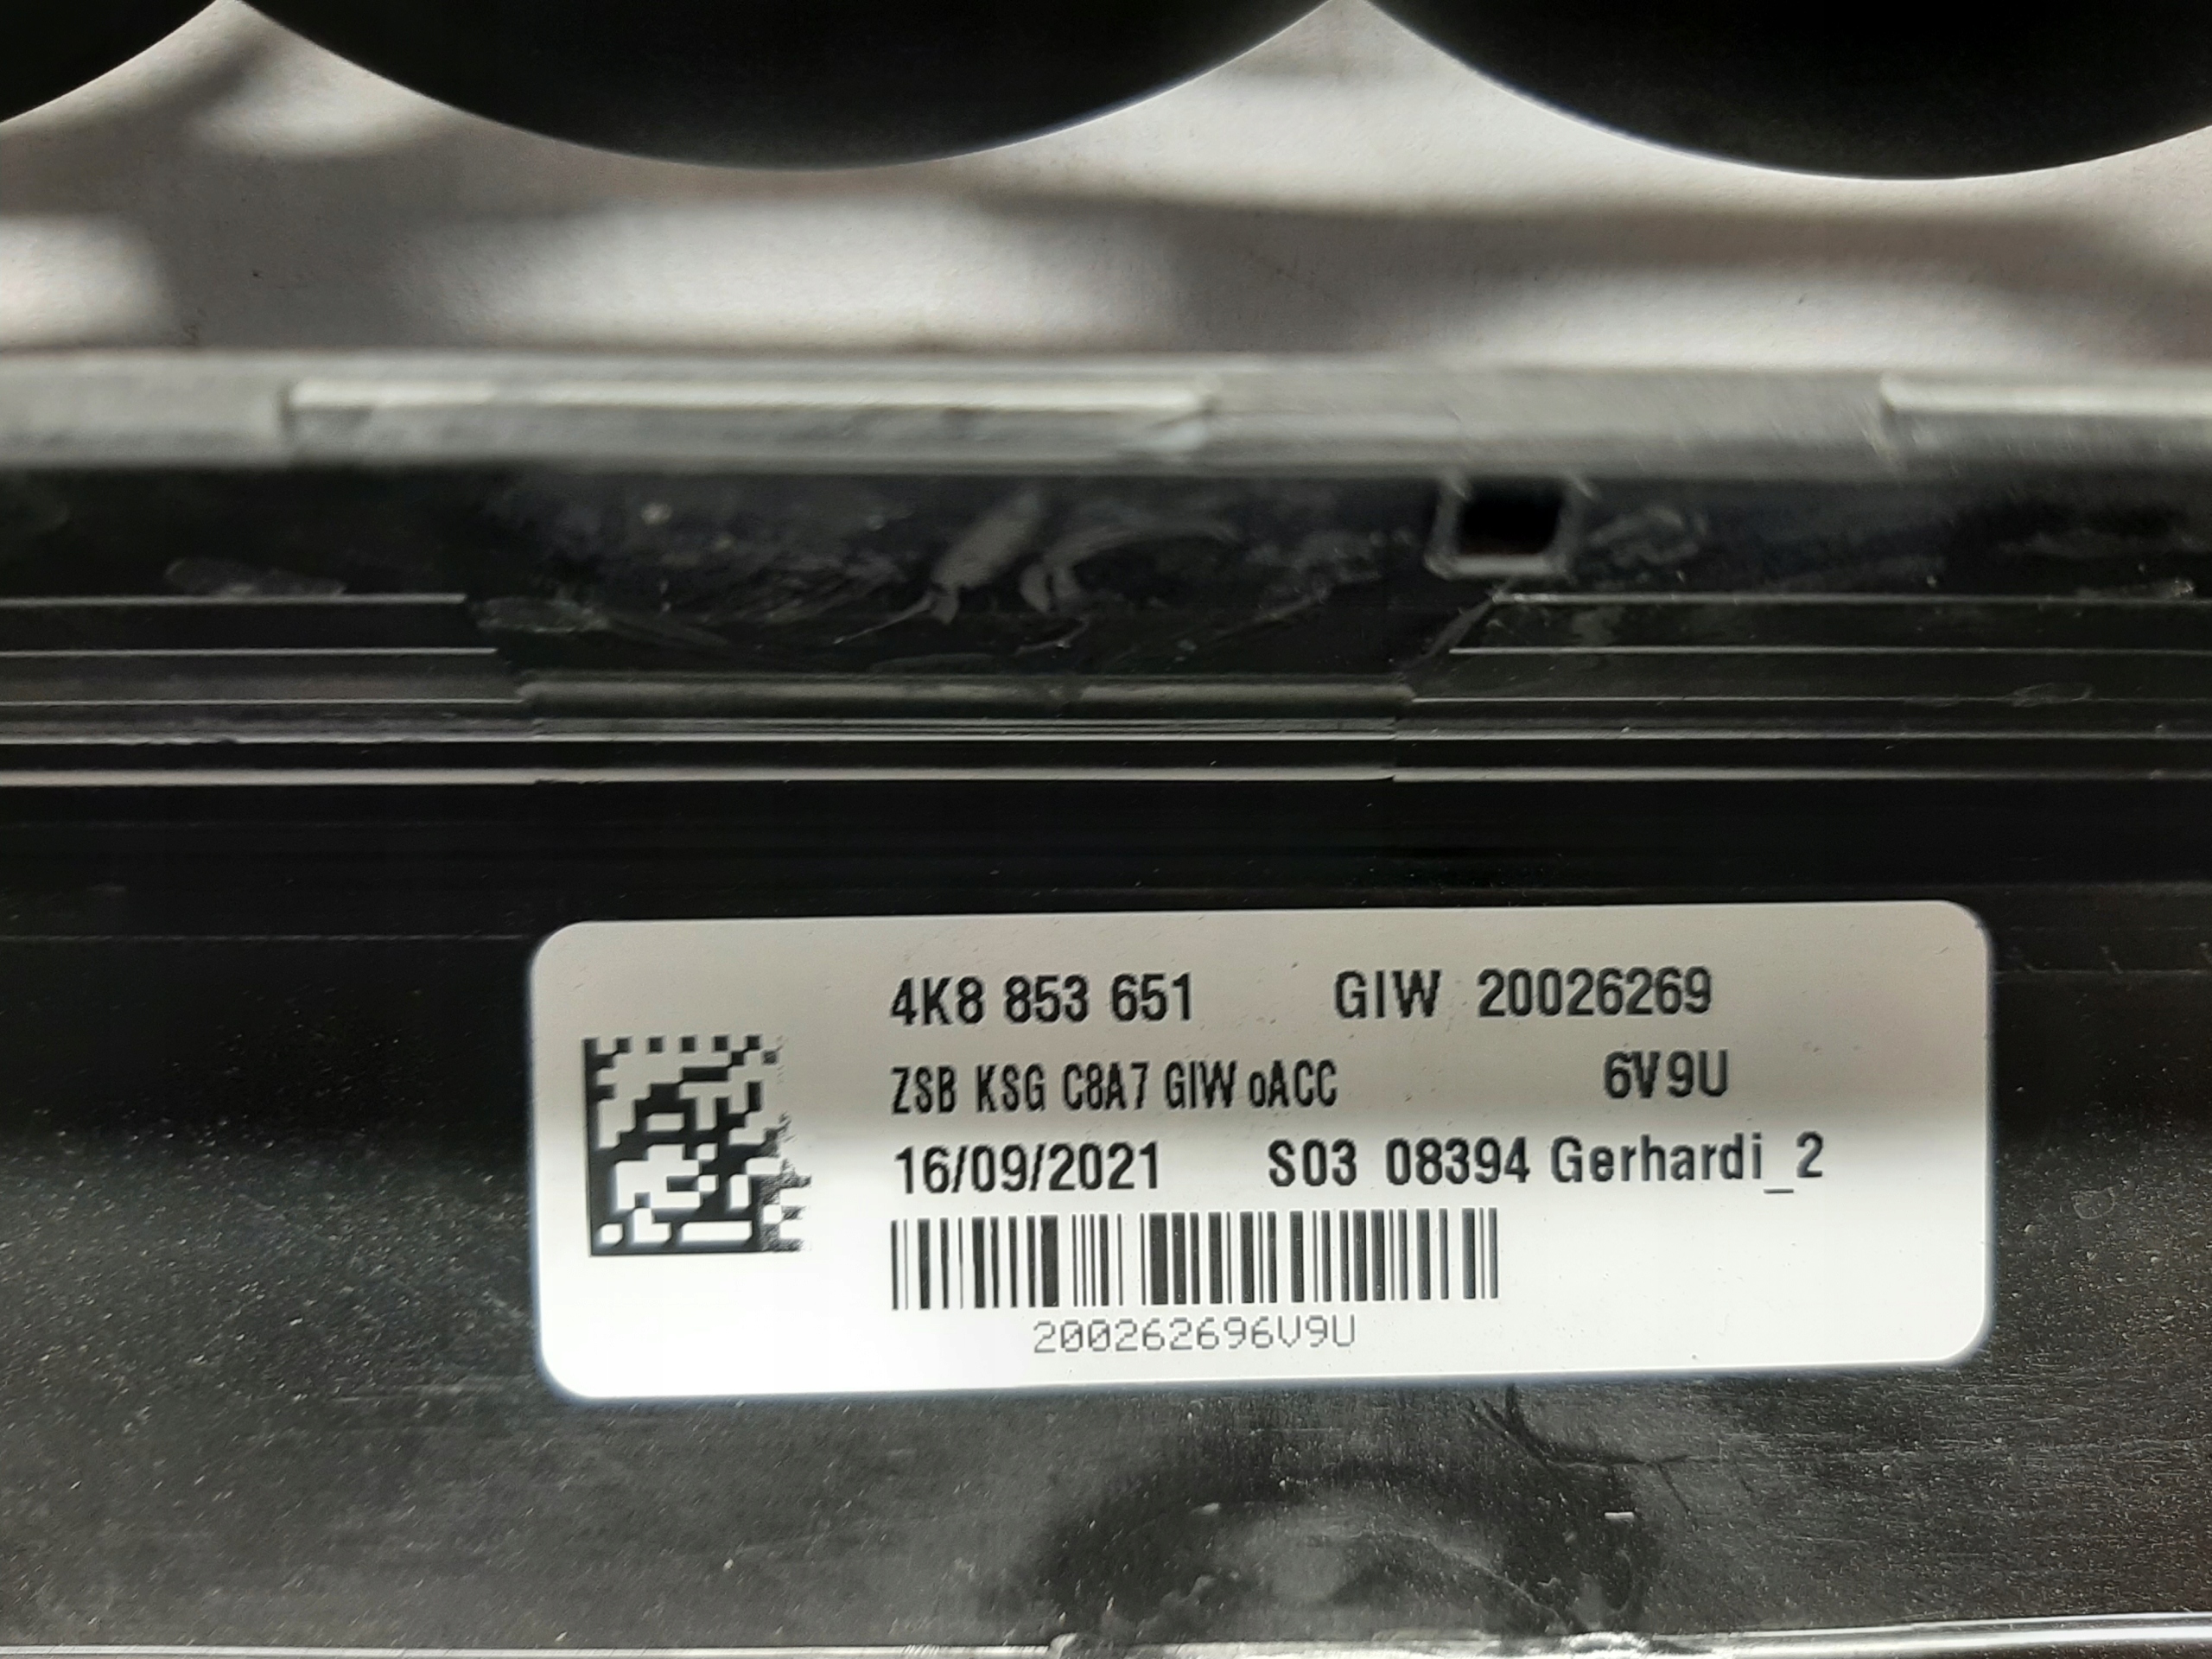 4K8 853 651 GIW 20026269
ZSB KSG C8A7 GIW oACC 6V9U
16/09/2021 S03 08394 Gerhardi_2
200262696V9U